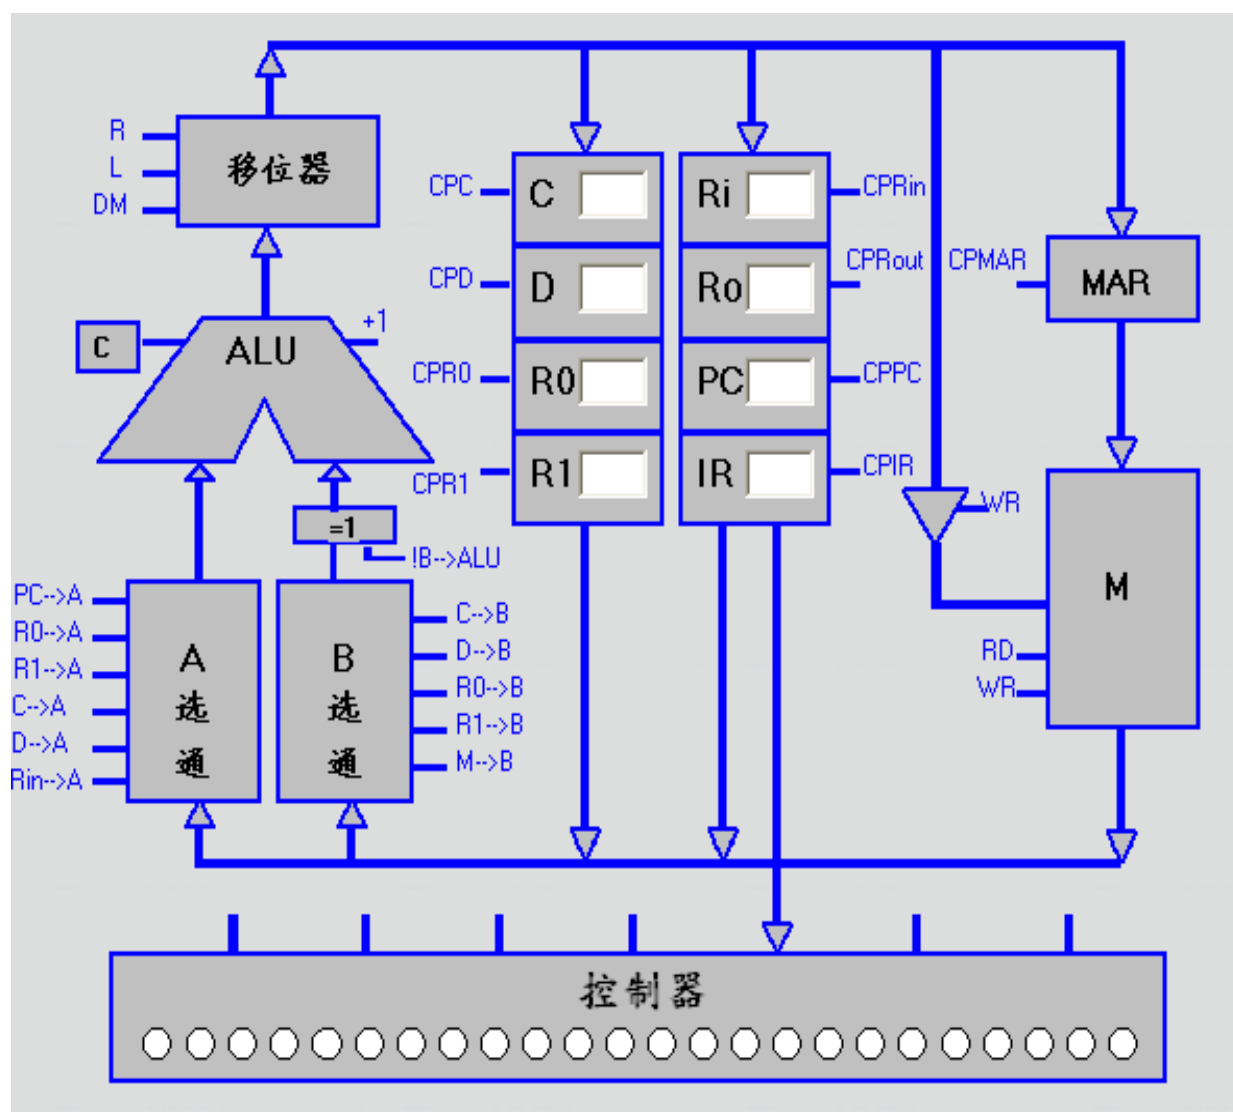 R
L
DM
移位器
CPC
C
Ri
CPRin
CPD
D
Ro
CPRout
CPMAR
MAR
C
ALU
+1
CPR0
R0
PC
CPPC
CPR1
R1
IR
CPIR
WR
=1
!B-->ALU
M
PC-->A
R0-->A
R1-->A
C-->A
D-->A
Rin-->A
A
选
通
B
选
通
C-->B
D-->B
R0-->B
R1-->B
M-->B
RD
WR
控制器